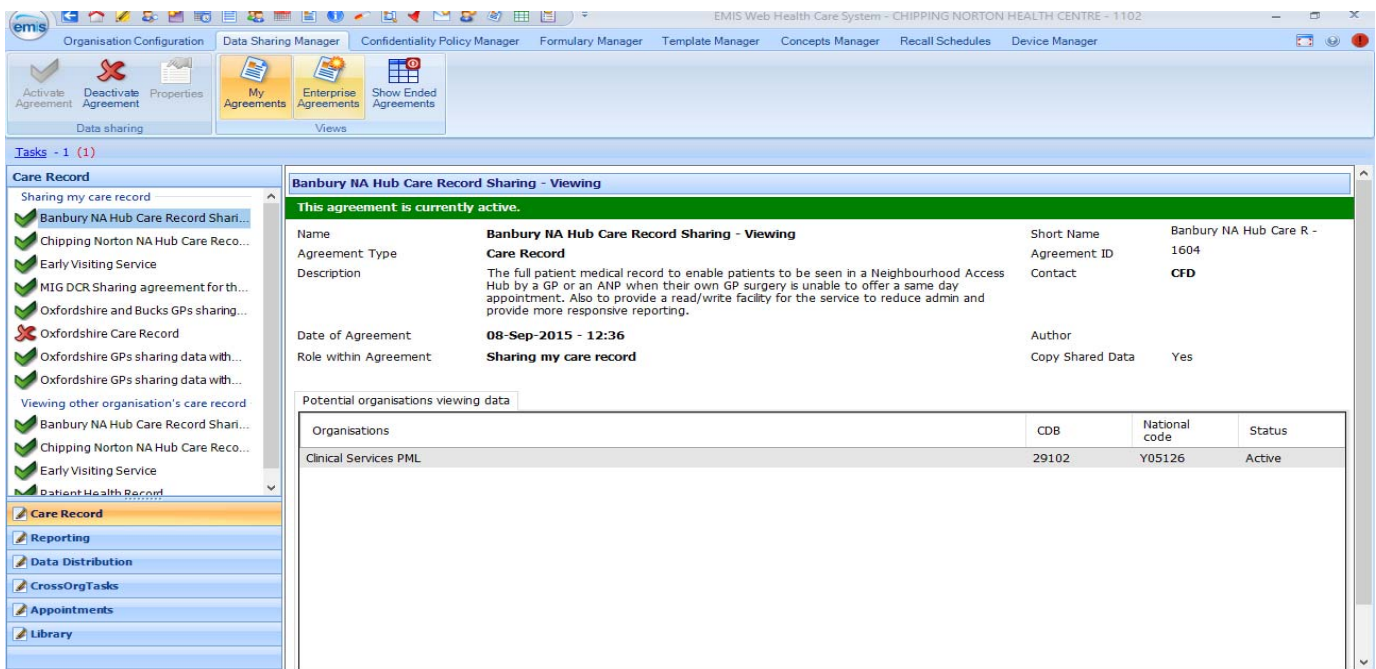 emis
EMIS Web Health Care System - CHIPPING NORTON HEALTH CENTRE - 1102
Organisation Configuration Data Sharing Manager Confidentiality Policy Manager Formulary Manager Template Manager Concepts Manager Recall Schedules Device Manager
Activate Agreement
Deactivate Agreement
Properties
My Agreements
Enterprise Agreements
Show Ended Agreements
Data sharing
Views
Tasks - 1 (1)
Care Record
Sharing my care record
Banbury NA Hub Care Record Shari...
Chipping Norton NA Hub Care Reco...
Early Visiting Service
MIG DCR Sharing agreement for th...
Oxfordshire and Bucks GPs sharing...
Oxfordshire Care Record
Oxfordshire GPs sharing data with...
Oxfordshire GPs sharing data with...
Viewing other organisation's care record
Banbury NA Hub Care Record Shari...
Chipping Norton NA Hub Care Reco...
Early Visiting Service
Patient Health Record
Care Record
Reporting
Data Distribution
CrossOrgTasks
Appointments
Library
Banbury NA Hub Care Record Sharing - Viewing
This agreement is currently active.
Name Banbury NA Hub Care Record Sharing - Viewing Short Name Banbury NA Hub Care R -
Agreement Type Care Record Agreement ID 1604
Description The full patient medical record to enable patients to be seen in a Neighbourhood Access Contact CFD
Hub by a GP or an ANP when their own GP surgery is unable to offer a same day
appointment. Also to provide a read/write facility for the service to reduce admin and
provide more responsive reporting.
Date of Agreement 08-Sep-2015 - 12:36 Author
Role within Agreement Sharing my care record Copy Shared Data Yes
Potential organisations viewing data
Organisations CDB National code Status
Clinical Services PML 29102 Y05126 Active